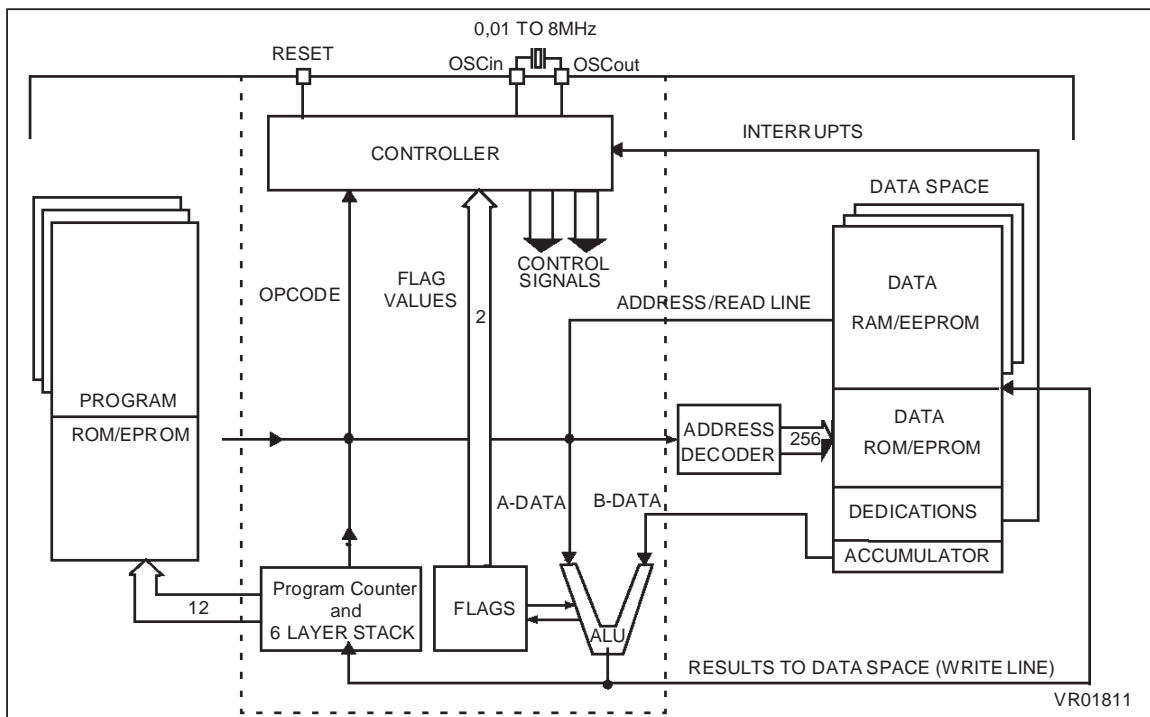 0,01 TO 8MHz
RESET
OSCin
OSCout
INTERRUPTS
CONTROLLER
DATA SPACE
CONTROL
SIGNALS
OPCODE
FLAG
VALUES
2
ADDRESS/READ LINE
DATA
RAM/EEPROM
PROGRAM
ROM/EPROM
ADDRESS
DECODER
256
DATA
ROM/EPROM
A-DATA
B-DATA
DEDICATIONS
ACCUMULATOR
12
Program Counter
and
6 LAYER STACK
FLAGS
ALU
RESULTS TO DATA SPACE (WRITE LINE)
VR01811